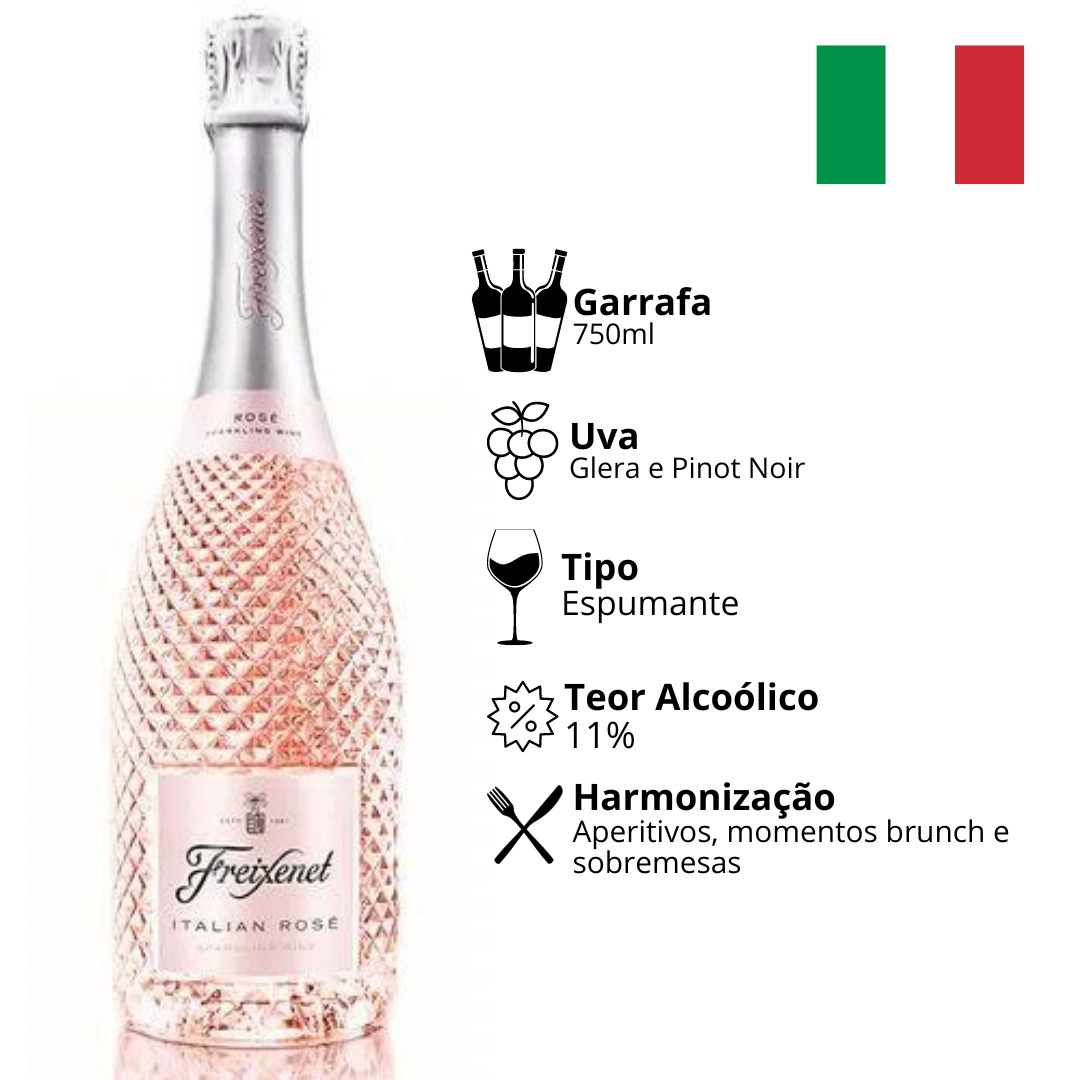 Freixenet
ROSÉ
SPARKLING WINE
Garrafa
750ml
Uva
Glera e Pinot Noir
Tipo
Espumante
Teor Alcoólico
11%
Harmonização
Aperitivos, momentos brunch e
sobremesas
Freixenet
ITALIAN ROSÉ
SPARKLING WINE